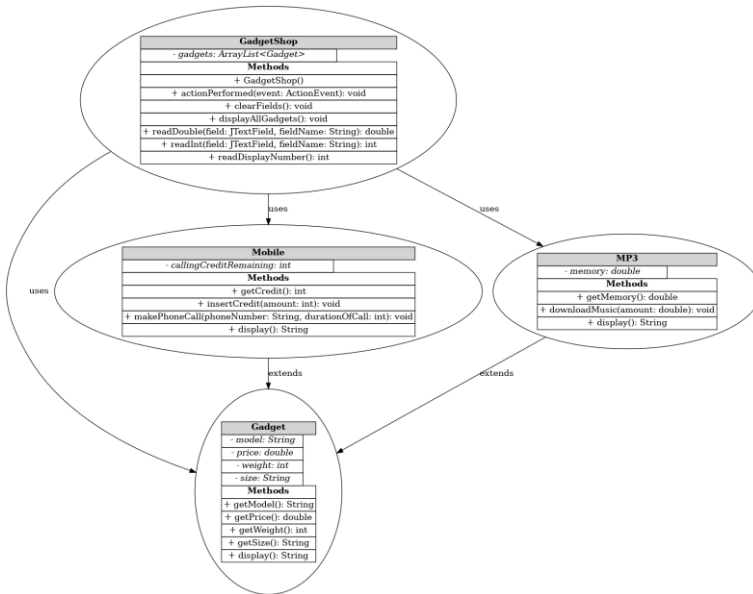 GadgetShop
- gadgets: ArrayList<Gadget>
Methods
+ GadgetShop()
+ actionPerformed(event: ActionEvent): void
+ clearFields(): void
+ displayAllGadgets(): void
+ readDouble(field: JTextField, fieldName: String): double
+ readInt(field: JTextField, fieldName: String): int
+ readDisplayNumber(): int
uses
uses
uses
Mobile
- callingCreditRemaining: int
Methods
+ getCredit(): int
+ insertCredit(amount: int): void
+ makePhoneCall(phoneNumber: String, durationOfCall: int): void
+ display(): String
MP3
- memory: double
Methods
+ getMemory(): double
+ downloadMusic(amount: double): void
+ display(): String
extends
extends
Gadget
- model: String
- price: double
- weight: int
- size: String
Methods
+ getModel(): String
+ getPrice(): double
+ getWeight(): int
+ getSize(): String
+ display(): String